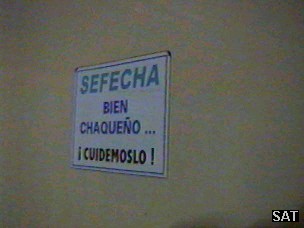 SEFECHA
BIEN
CHAQUEÑO ...
¡ CUIDEMOSLO !
SAT